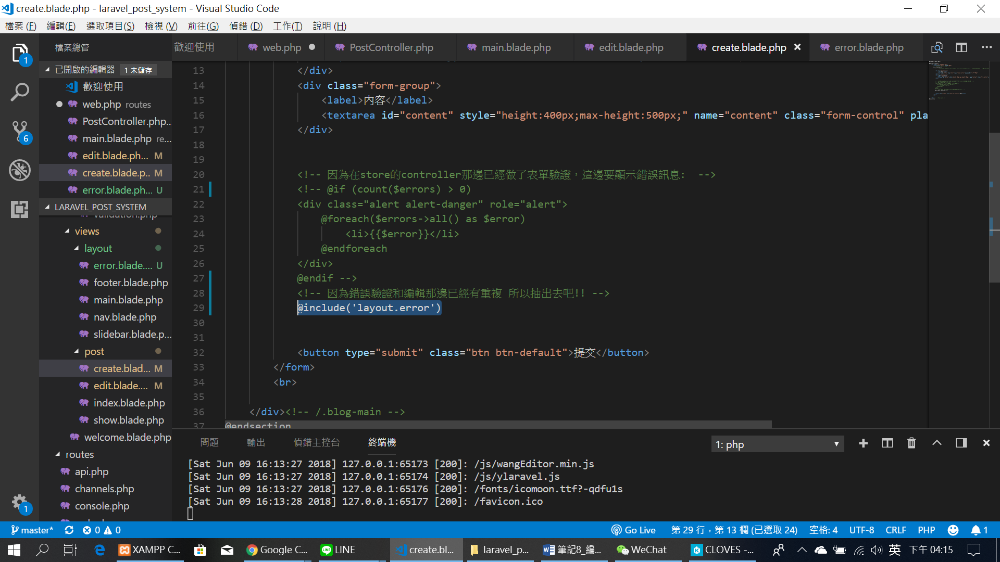 create.blade.php - laravel_post_system - Visual Studio Code
檔案 (F) 編輯(E) 選取項目(S) 檢視 (V) 前往(G) 偵錯 (D) 工作(T) 說明 (H)
檔案總管
歡迎使用 web.php PostController.php main.blade.php edit.blade.php create.blade.php error.blade.php
已開啟的編輯器 1 未儲存
歡迎使用
web.php routes
PostController.php...
main.blade.php re...
edit.blade.ph... M
create.blade.p.. M
error.blade.ph... U
LARAVEL_POST_SYSTEM
validation.php
views
layout
error.blade.... U
footer.blade.php
main.blade.php
nav.blade.php
slidebar.blade.p...
post
create.blad... M
edit.blade.... M
index.blade.php
show.blade.php
welcome.blade.php
routes
api.php
channels.php
console.php
1
6
1
13 </div>
14 <div class="form-group">
15 <label>內容</label>
16 <textarea id="content" style="height:400px;max-height:500px;" name="content" class="form-control" pla
17 </div>
18
19
20 <!-- 因為在store的controller那邊已經做了表單驗證，這邊要顯示錯誤訊息: -->
21 <!-- @if (count($errors) > 0)
22 <div class="alert alert-danger" role="alert">
23 @foreach($errors->all() as $error)
24 <li>{{$error}}</li>
25 @endforeach
26 </div>
27 @endif -->
28 <!-- 因為錯誤驗證和編輯那邊已經有重複 所以抽出去吧!! -->
29 @include('layout.error')
30
31
32 <button type="submit" class="btn btn-default">提交</button>
33 </form>
34 <br>
35
36 </div><!-- /.blog-main -->
37 @endsection
問題 輸出 偵錯主控台 終端機 1: php
[Sat Jun 09 16:13:27 2018] 127.0.0.1:65173 [200]: /js/wangEditor.min.js
[Sat Jun 09 16:13:27 2018] 127.0.0.1:65174 [200]: /js/ylaravel.js
[Sat Jun 09 16:13:27 2018] 127.0.0.1:65176 [200]: /fonts/icomoon.ttf?-qdfu1s
[Sat Jun 09 16:13:28 2018] 127.0.0.1:65177 [200]: /favicon.ico
master* 0 0 Go Live 第 29 行，第 13 欄 (已選取 24) 空格: 4 UTF-8 CRLF PHP 1
XAMPP C... Google C... LINE create.bl... laravel_p... 筆記8_編... WeChat CLOVES -... 英 下午 04:15